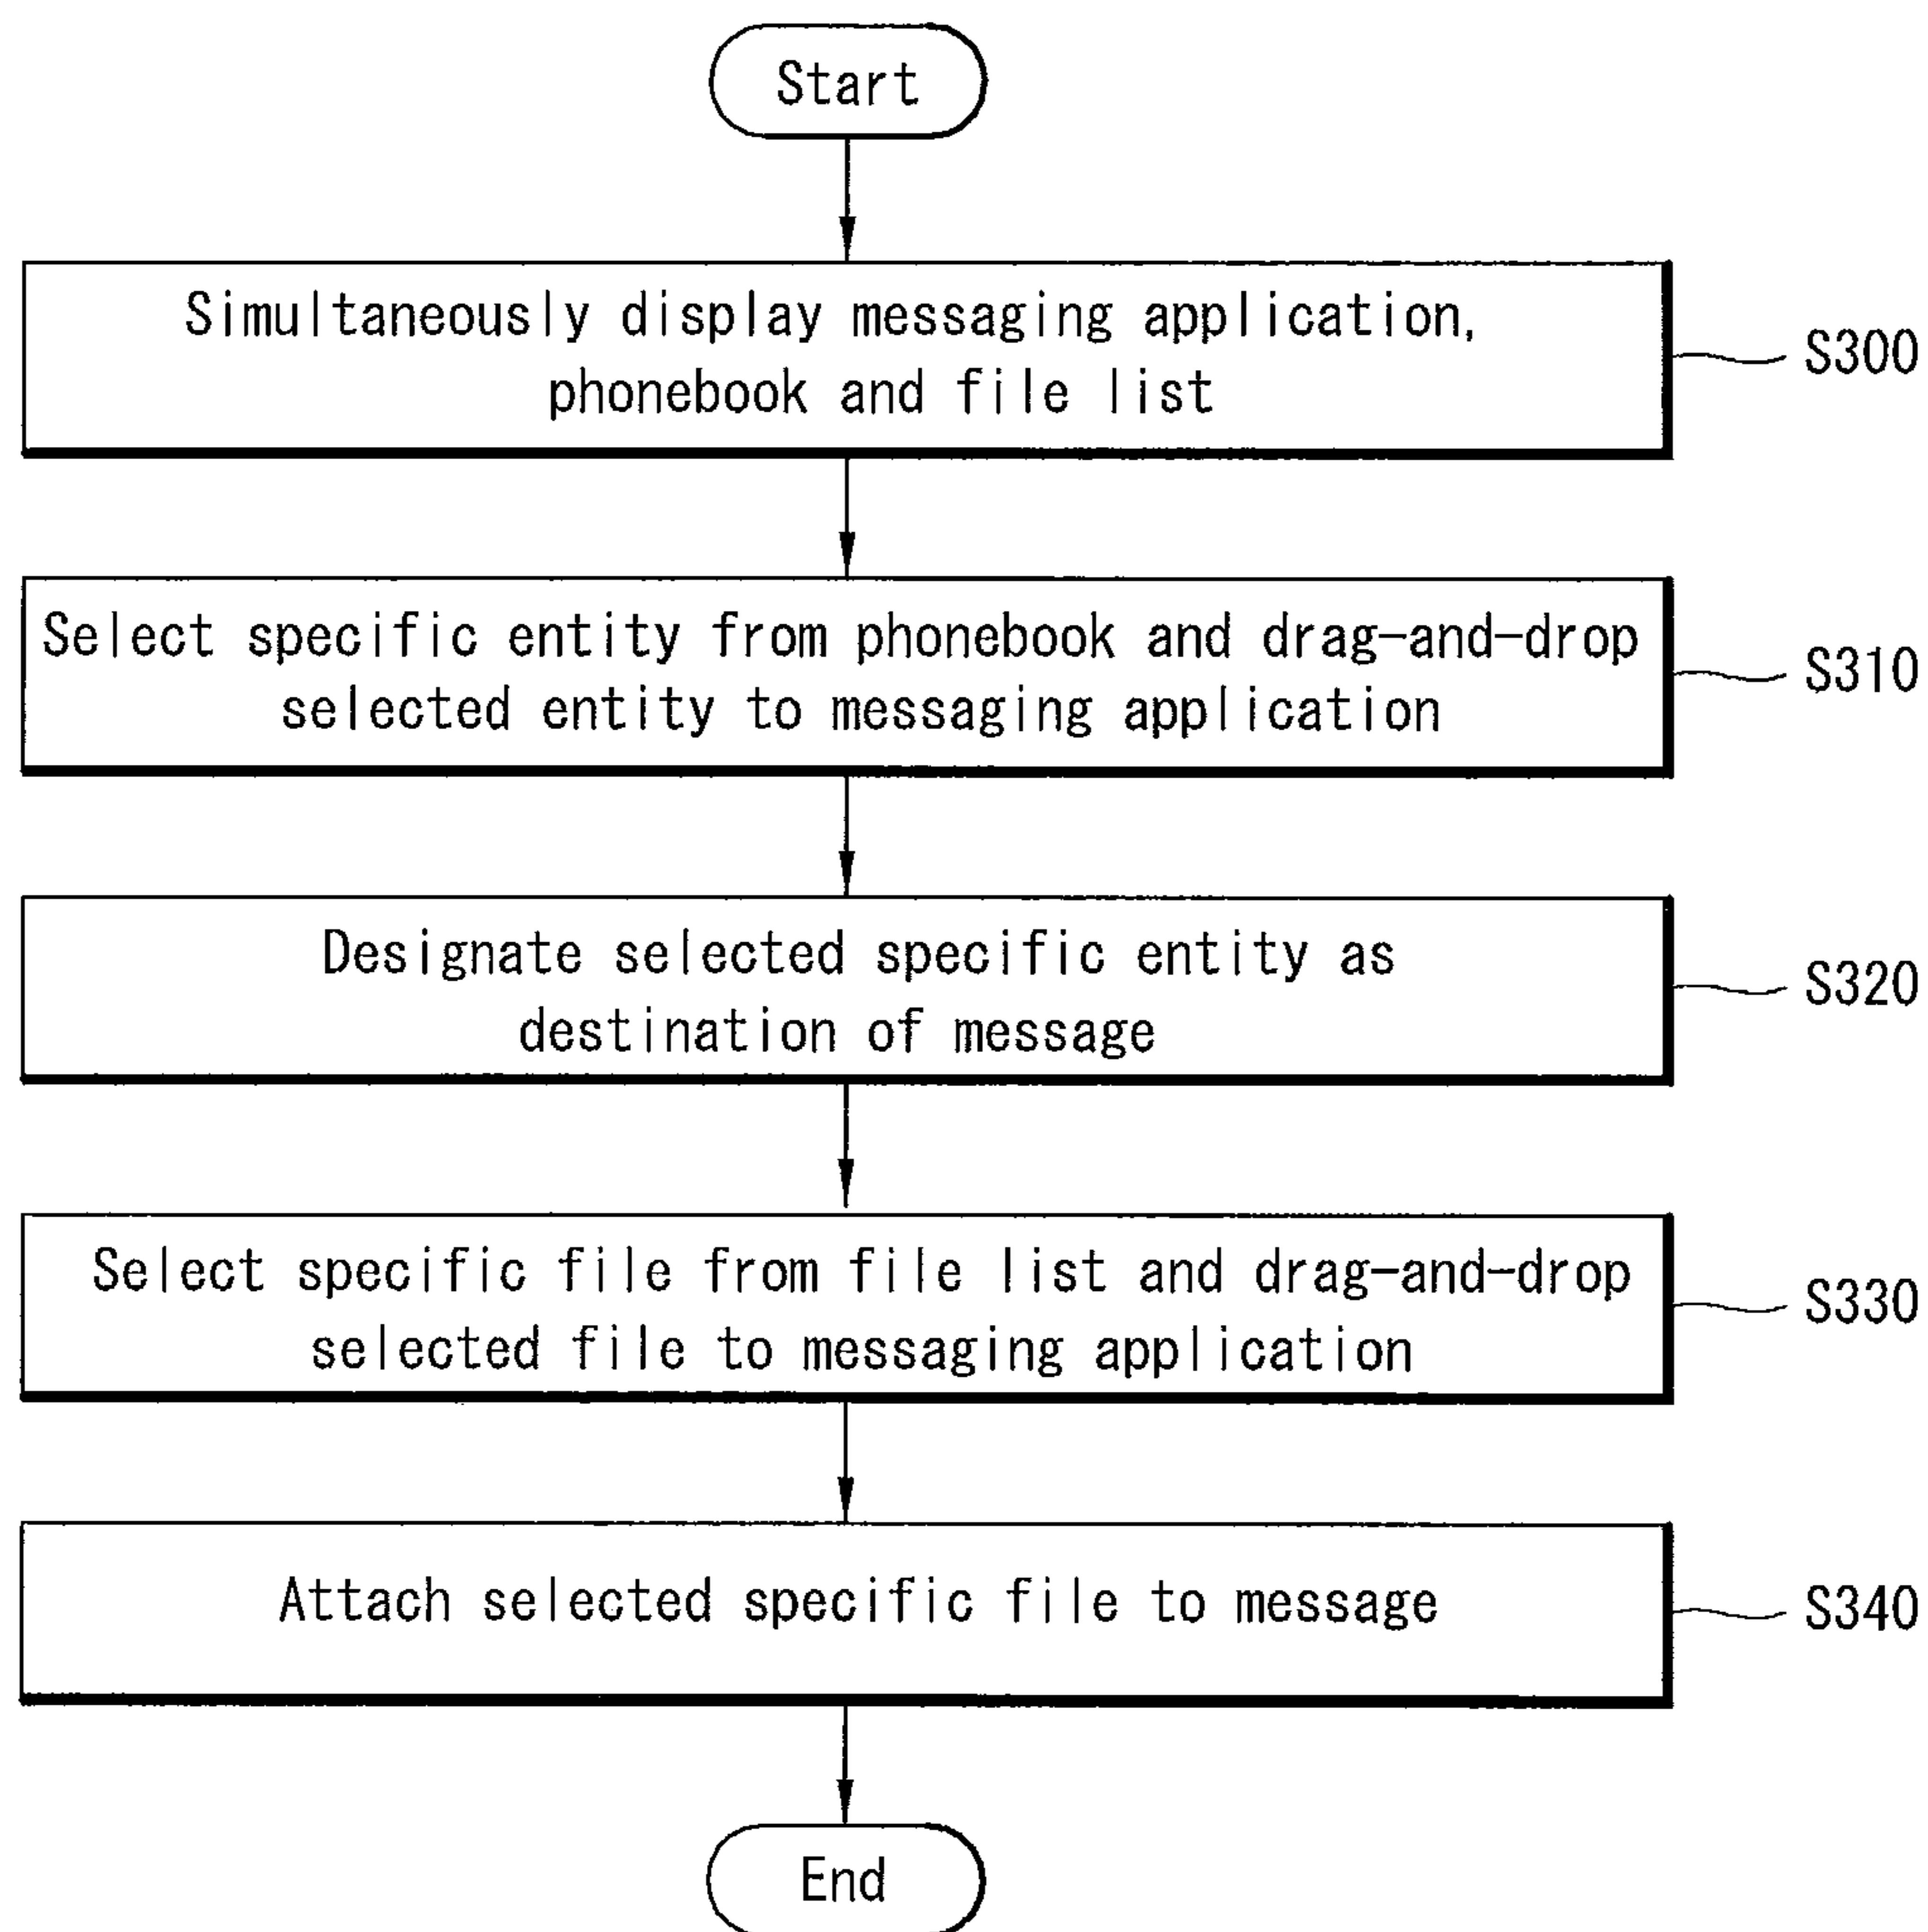 Start
Simultaneously display messaging application,
phonebook and file list
S300
Select specific entity from phonebook and drag-and-drop
selected entity to messaging application
S310
Designate selected specific entity as
destination of message
S320
Select specific file from file list and drag-and-drop
selected file to messaging application
S330
Attach selected specific file to message
S340
End